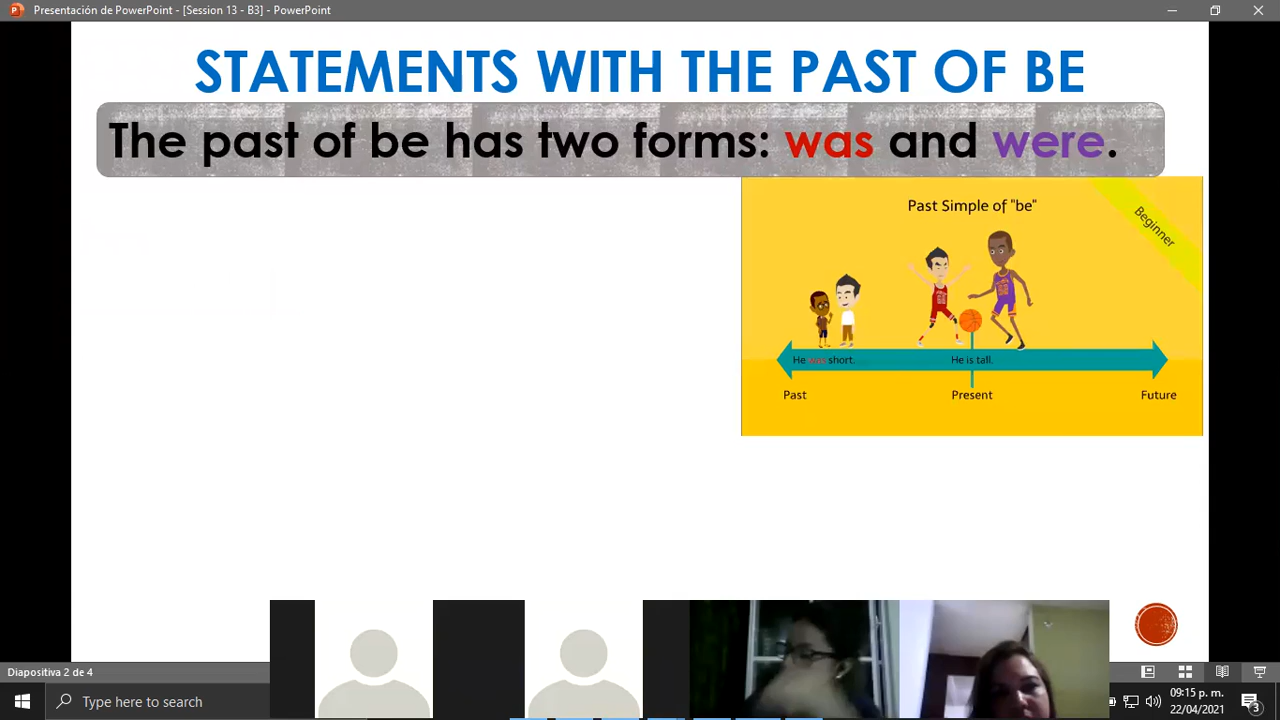 Presentación de PowerPoint - [Session 13 - B3] - PowerPoint
STATEMENTS WITH THE PAST OF BE
The past of be has two forms: was and were.
Past Simple of "be"
Beginner
He was short.
He is tall.
Past
Present
Future
Diapositiva 2 de 4
Type here to search
09:15 p. m.
22/04/2021
3